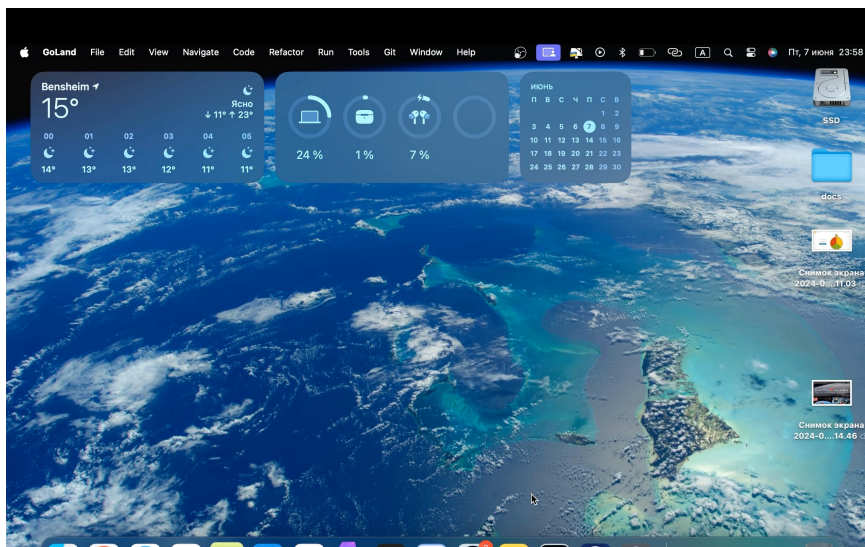 GoLand File Edit View Navigate Code Refactor Run Tools Git Window Help A Пт, 7 июня 23:58
Bensheim
15°
Ясно
↓ 11° ↑ 23°
00 01 02 03 04 05
14° 13° 13° 12° 11° 11°
24 % 1 % 7 %
ИЮНЬ
П В С Ч П С В
1 2
3 4 5 6 7 8 9
10 11 12 13 14 15 16
17 18 19 20 21 22 23
24 25 26 27 28 29 30
SSD
docs
Снимок экрана
2024-0....11.03
Снимок экрана
2024-0....14.46